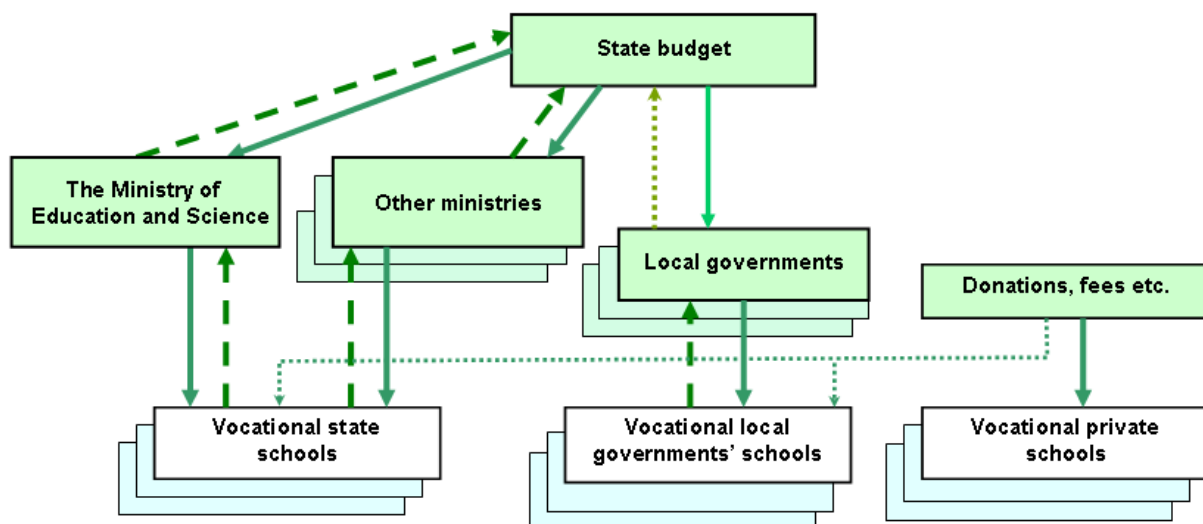 State budget
The Ministry of
Education and Science
Other ministries
Local governments
Donations, fees etc.
Vocational state
schools
Vocational local
governments’ schools
Vocational private
schools